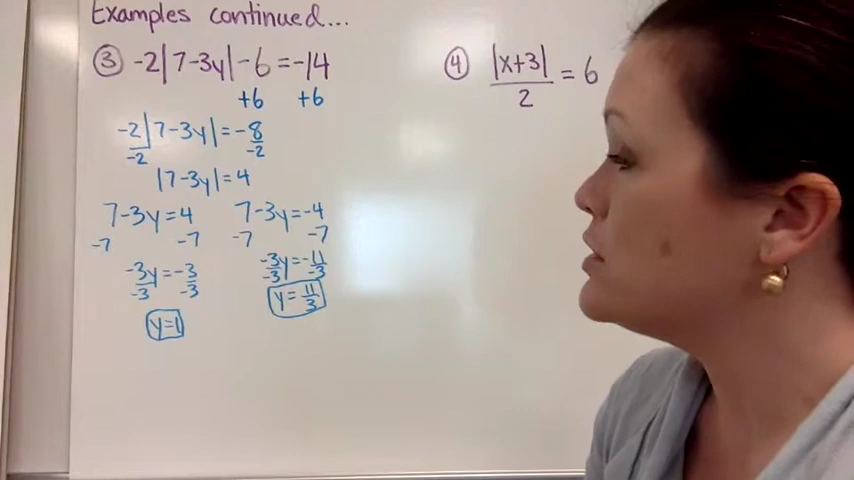 Examples continued...
③ -2|7-3y|-6=-14
+6 +6
-2|7-3y|=-8
-2 -2
|7-3y|=4
7-3y=4 7-3y=-4
-7 -7 -7 -7
-3y=-3 -3y=-11
-3 -3 -3 -3
y=1 y=11/3
④ |x+3|/2 = 6